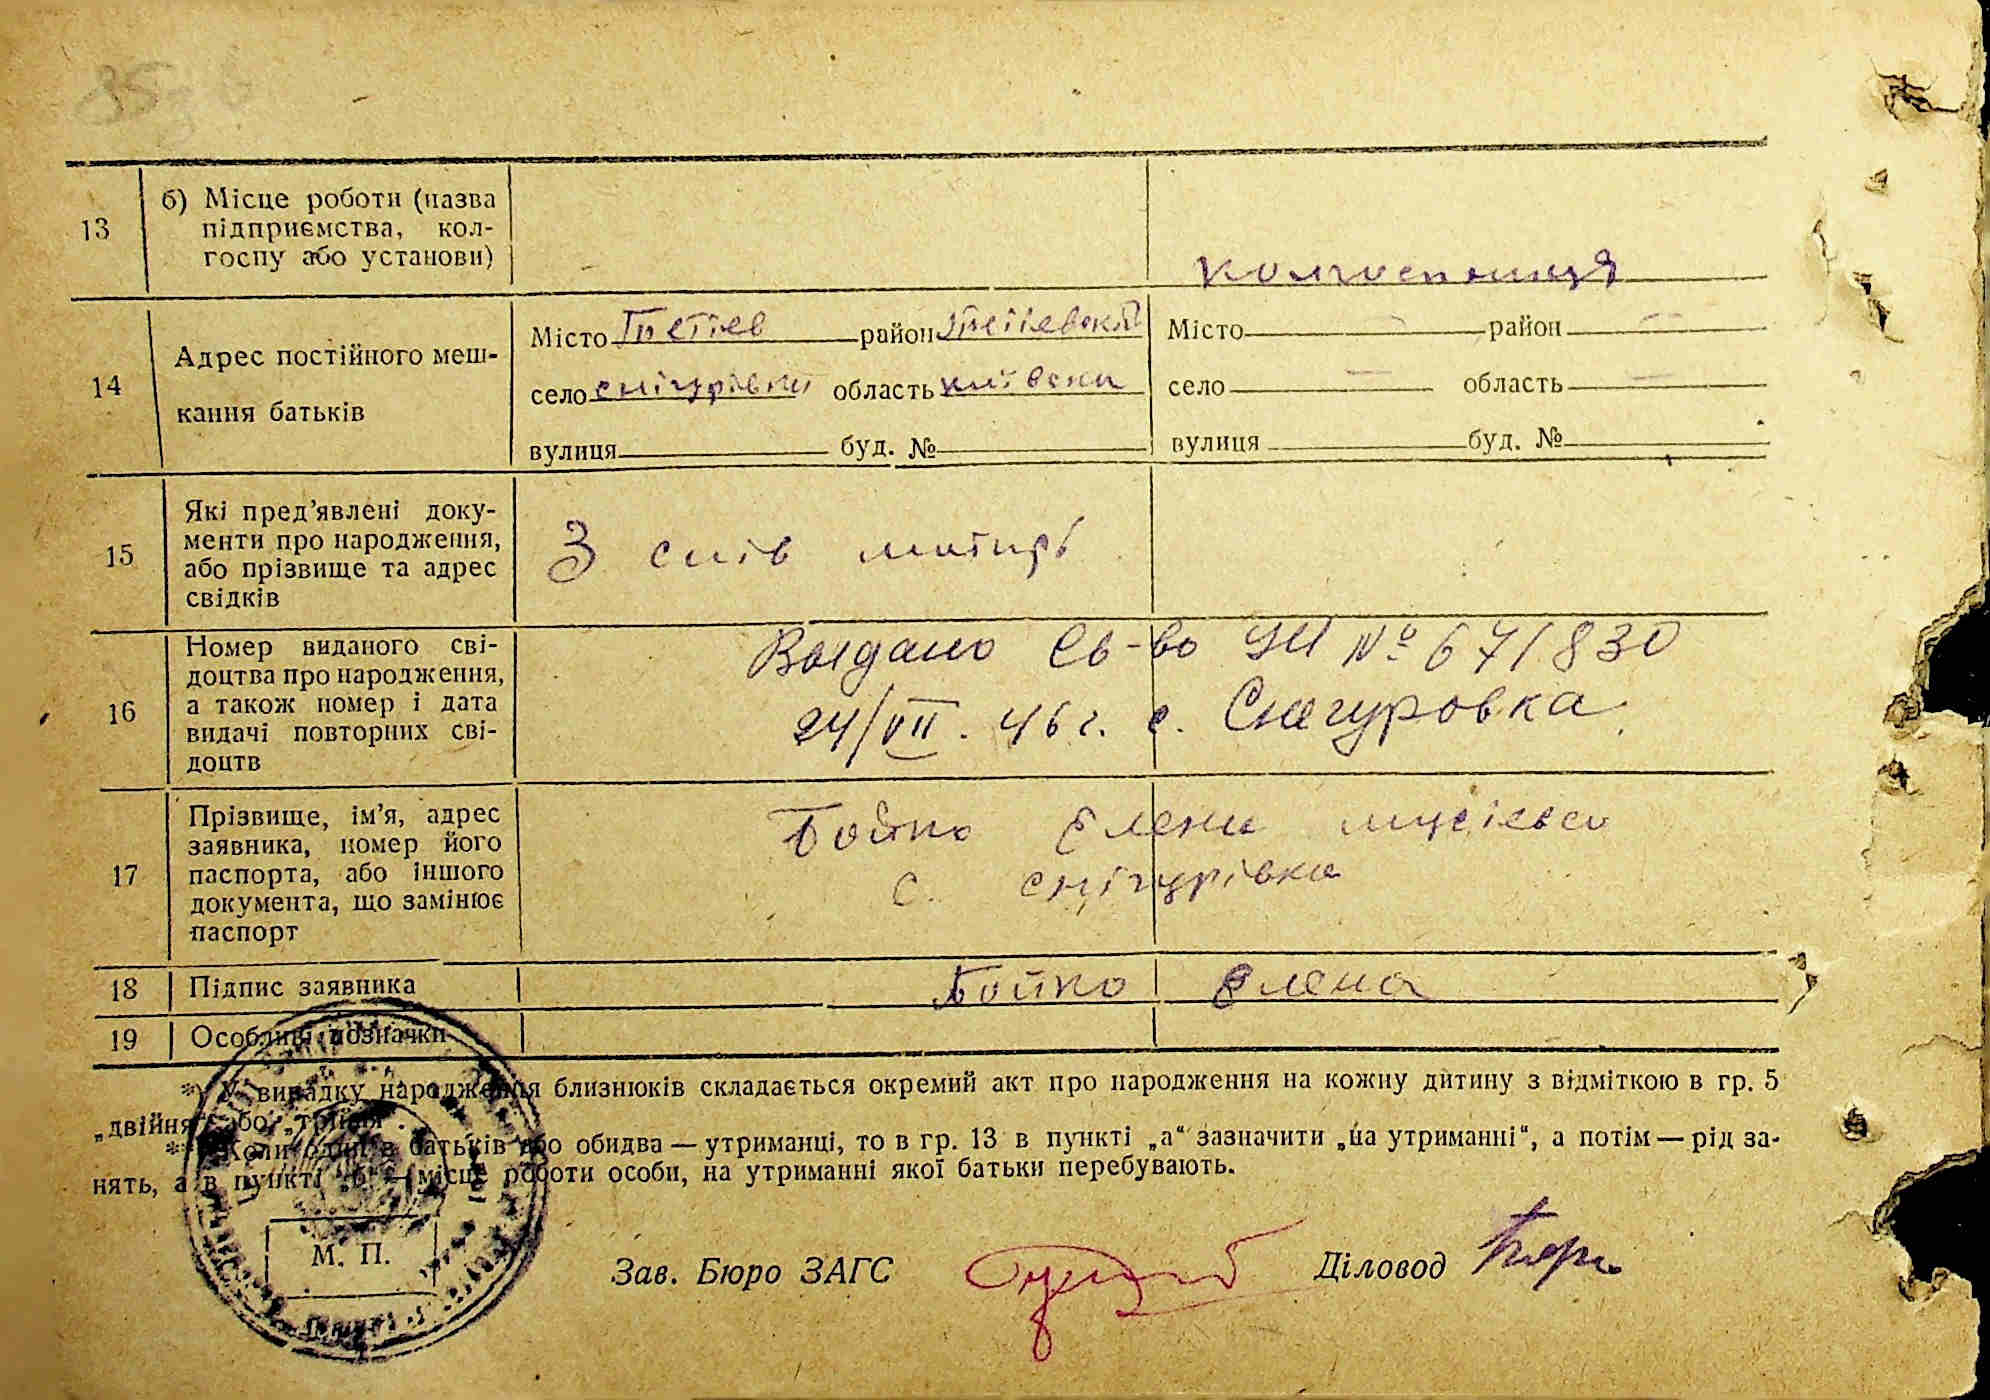 13
б) Місце роботи (назва
підприємства, кол-
госпу або установи)
колгоспниця
14
Адрес постійного меш-
кання батьків
Місто Тетіев район Тетіевский
село Снігурівки область київска
вулиця буд. №
Місто — район —
село — область —
вулиця буд. №
15
Які пред’явлені доку-
менти про народження,
або прізвище та адрес
свідків
З слів матирі
16
Номер виданого сві-
доцтва про народження,
а також номер і дата
видачі повторних сві-
доцтв
Выдано Св-во № 671830
24/VII. 46 г. с. Снегуровка.
17
Прізвище, ім’я, адрес
заявника, номер його
паспорта, або іншого
документа, що замінює
паспорт
Бойко Елена
с. Снігурівка
18
Підпис заявника
Бойко Елена
19
Особливі позначки
*) У випадку народження близнюків складається окремий акт про народження на кожну дитину з відміткою в гр. 5
„двійня“ або „трійня“.
**) Коли один з батьків або обидва — утриманці, то в гр. 13 в пункті „а“ зазначити „на утриманні“, а потім — рід за-
нять, а в пункті „б“ — місце роботи особи, на утриманні якої батьки перебувають.
М. П.
Зав. Бюро ЗАГС
Діловод